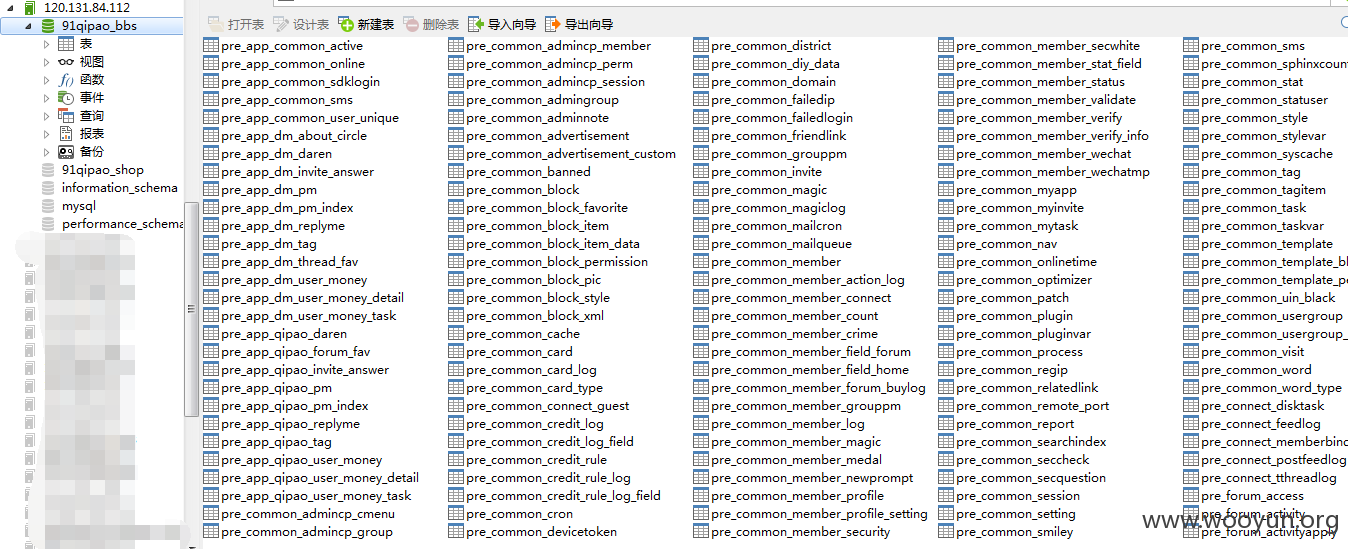 120.131.84.112
91qipao_bbs
表
视图
函数
事件
查询
报表
备份
91qipao_shop
information_schema
mysql
performance_schema
打开表 设计表 新建表 删除表 导入向导 导出向导
pre_app_common_active
pre_app_common_online
pre_app_common_sdklogin
pre_app_common_sms
pre_app_common_user_unique
pre_app_dm_about_circle
pre_app_dm_daren
pre_app_dm_invite_answer
pre_app_dm_pm
pre_app_dm_pm_index
pre_app_dm_replyme
pre_app_dm_tag
pre_app_dm_thread_fav
pre_app_dm_user_money
pre_app_dm_user_money_detail
pre_app_dm_user_money_task
pre_app_qipao_daren
pre_app_qipao_forum_fav
pre_app_qipao_invite_answer
pre_app_qipao_pm
pre_app_qipao_pm_index
pre_app_qipao_replyme
pre_app_qipao_tag
pre_app_qipao_user_money
pre_app_qipao_user_money_detail
pre_app_qipao_user_money_task
pre_common_admincp_cmenu
pre_common_admincp_group
pre_common_admincp_member
pre_common_admincp_perm
pre_common_admincp_session
pre_common_admingroup
pre_common_adminnote
pre_common_advertisement
pre_common_advertisement_custom
pre_common_banned
pre_common_block
pre_common_block_favorite
pre_common_block_item
pre_common_block_item_data
pre_common_block_permission
pre_common_block_pic
pre_common_block_style
pre_common_block_xml
pre_common_cache
pre_common_card
pre_common_card_log
pre_common_card_type
pre_common_connect_guest
pre_common_credit_log
pre_common_credit_log_field
pre_common_credit_rule
pre_common_credit_rule_log
pre_common_credit_rule_log_field
pre_common_cron
pre_common_devicetoken
pre_common_district
pre_common_diy_data
pre_common_domain
pre_common_failedip
pre_common_failedlogin
pre_common_friendlink
pre_common_grouppm
pre_common_invite
pre_common_magic
pre_common_magiclog
pre_common_mailcron
pre_common_mailqueue
pre_common_member
pre_common_member_action_log
pre_common_member_connect
pre_common_member_count
pre_common_member_crime
pre_common_member_field_forum
pre_common_member_field_home
pre_common_member_forum_buylog
pre_common_member_grouppm
pre_common_member_log
pre_common_member_magic
pre_common_member_medal
pre_common_member_newprompt
pre_common_member_profile
pre_common_member_profile_setting
pre_common_member_security
pre_common_member_secwhite
pre_common_member_stat_field
pre_common_member_status
pre_common_member_validate
pre_common_member_verify
pre_common_member_verify_info
pre_common_member_wechat
pre_common_member_wechatmp
pre_common_myapp
pre_common_myinvite
pre_common_mytask
pre_common_nav
pre_common_onlinetime
pre_common_optimizer
pre_common_patch
pre_common_plugin
pre_common_pluginvar
pre_common_process
pre_common_regip
pre_common_relatedlink
pre_common_remote_port
pre_common_report
pre_common_searchindex
pre_common_seccheck
pre_common_secquestion
pre_common_session
pre_common_setting
pre_common_smiley
pre_common_sms
pre_common_sphinxcoun
pre_common_stat
pre_common_statuser
pre_common_style
pre_common_stylevar
pre_common_syscache
pre_common_tag
pre_common_tagitem
pre_common_task
pre_common_taskvar
pre_common_template
pre_common_template_bl
pre_common_template_pe
pre_common_uin_black
pre_common_usergroup
pre_common_usergroup_
pre_common_visit
pre_common_word
pre_common_word_type
pre_connect_disktask
pre_connect_feedlog
pre_connect_memberbind
pre_connect_postfeedlog
pre_connect_tthreadlog
pre_forum_access
pre_forum_activity
pre_forum_activityapply
www.wooyun.org